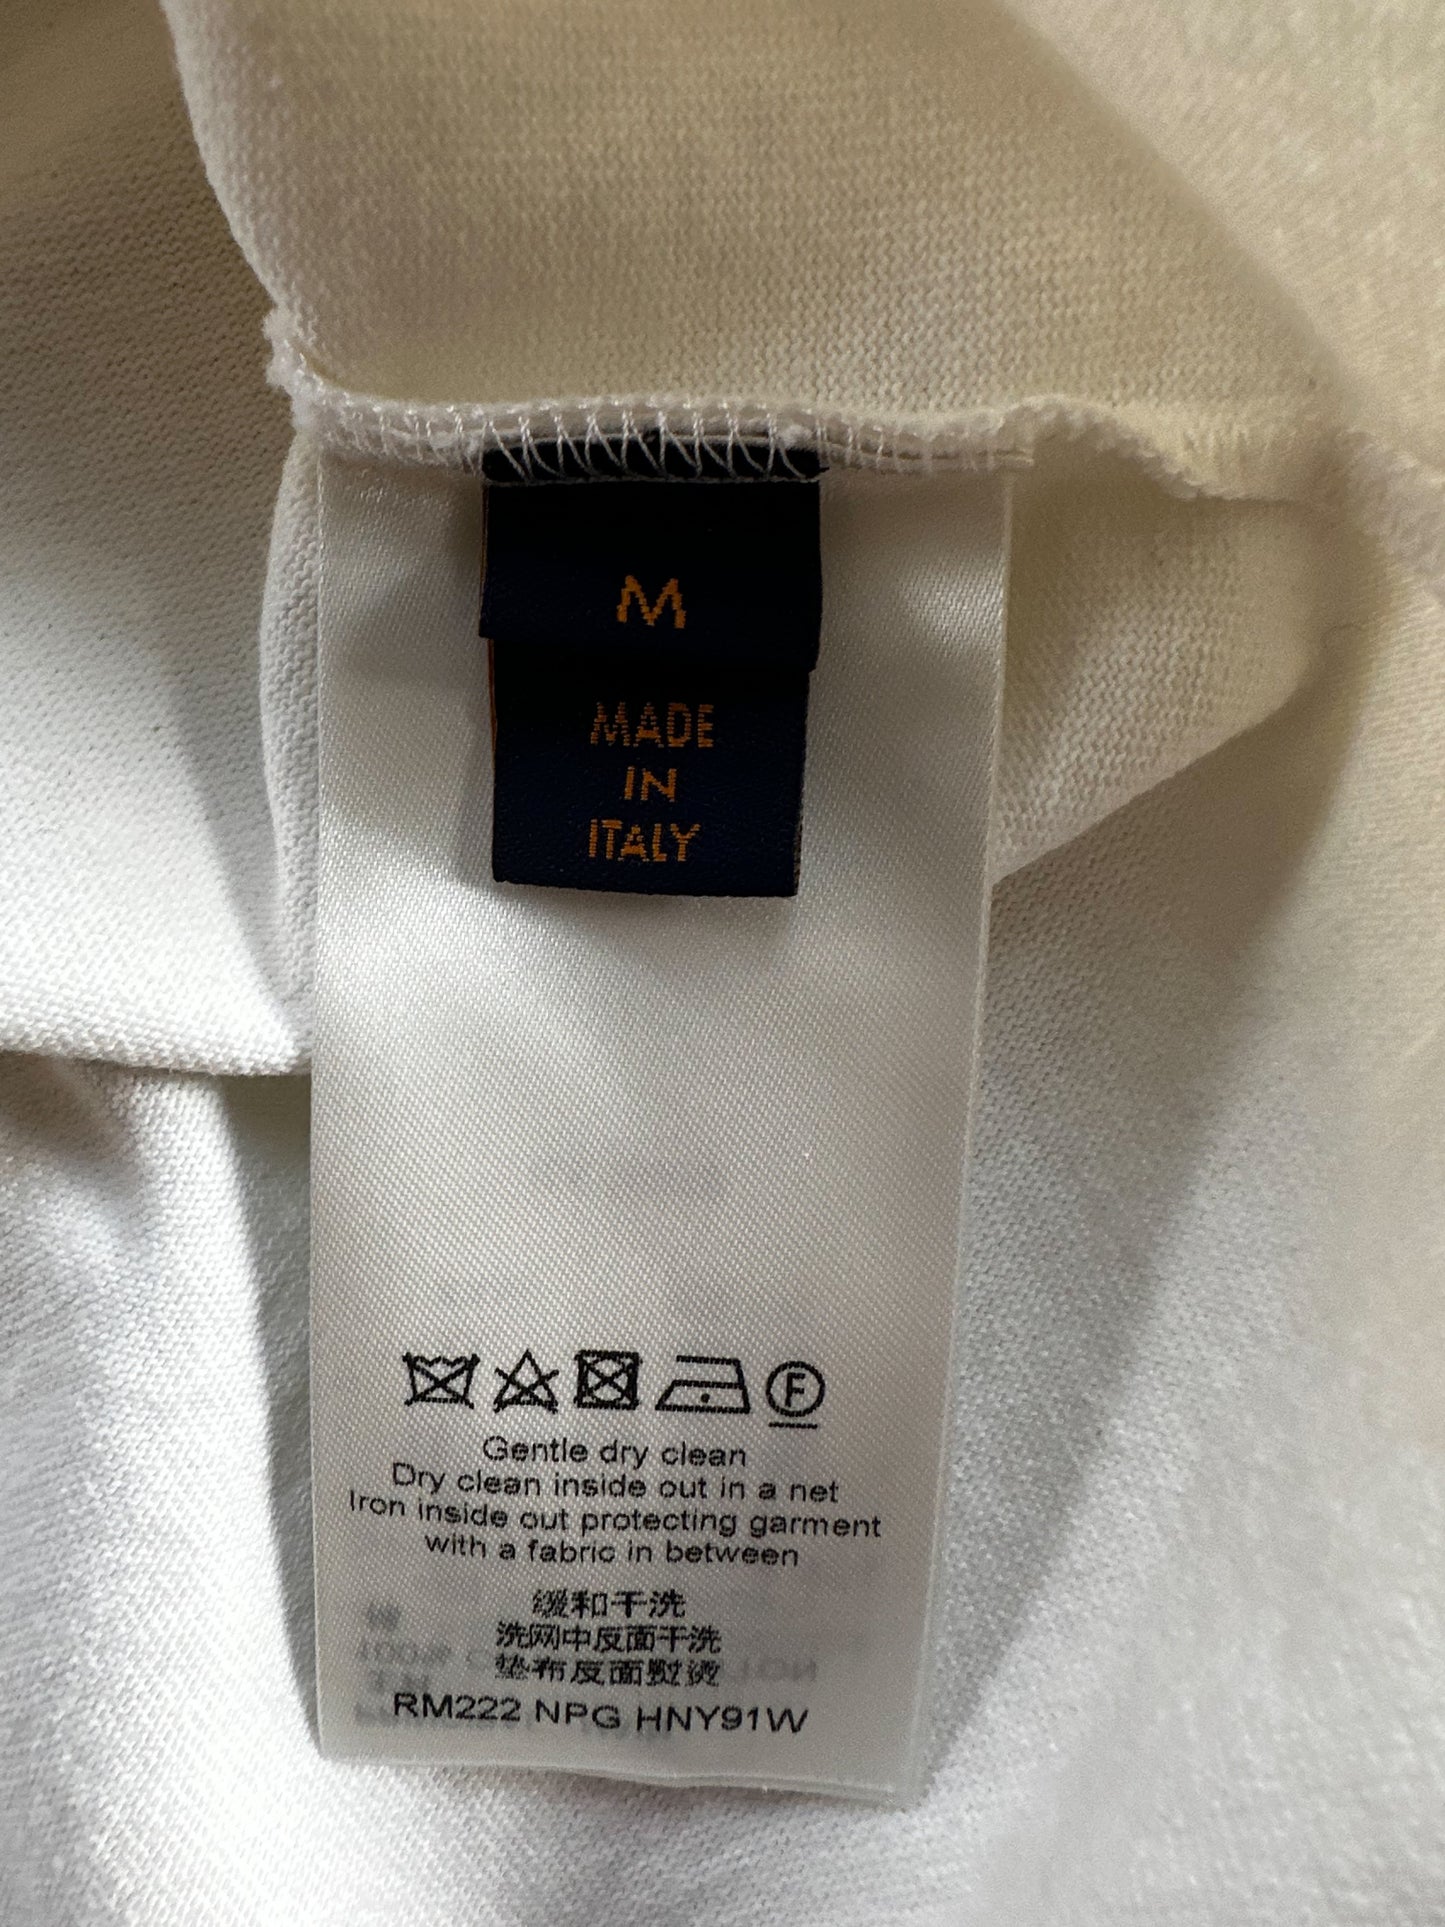 M
MADE
IN
ITALY
F
Gentle dry clean
Dry clean inside out in a net
Iron inside out protecting garment
with a fabric in between
缓和干洗
洗网中反面干洗
垫布反面熨烫
RM222 NPG HNY91W